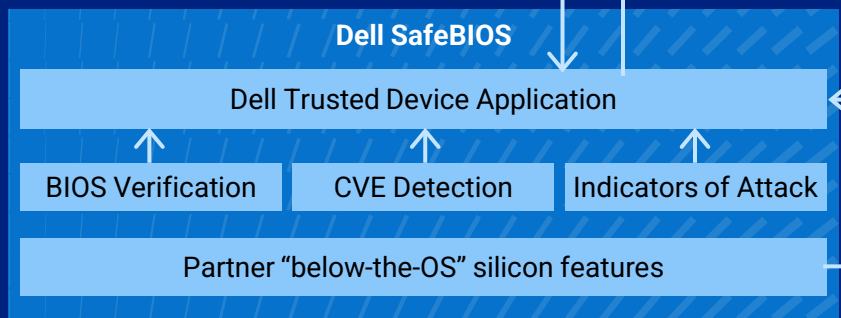 Dell SafeBIOS
Dell Trusted Device Application
BIOS Verification
CVE Detection
Indicators of Attack
Partner “below-the-OS” silicon features